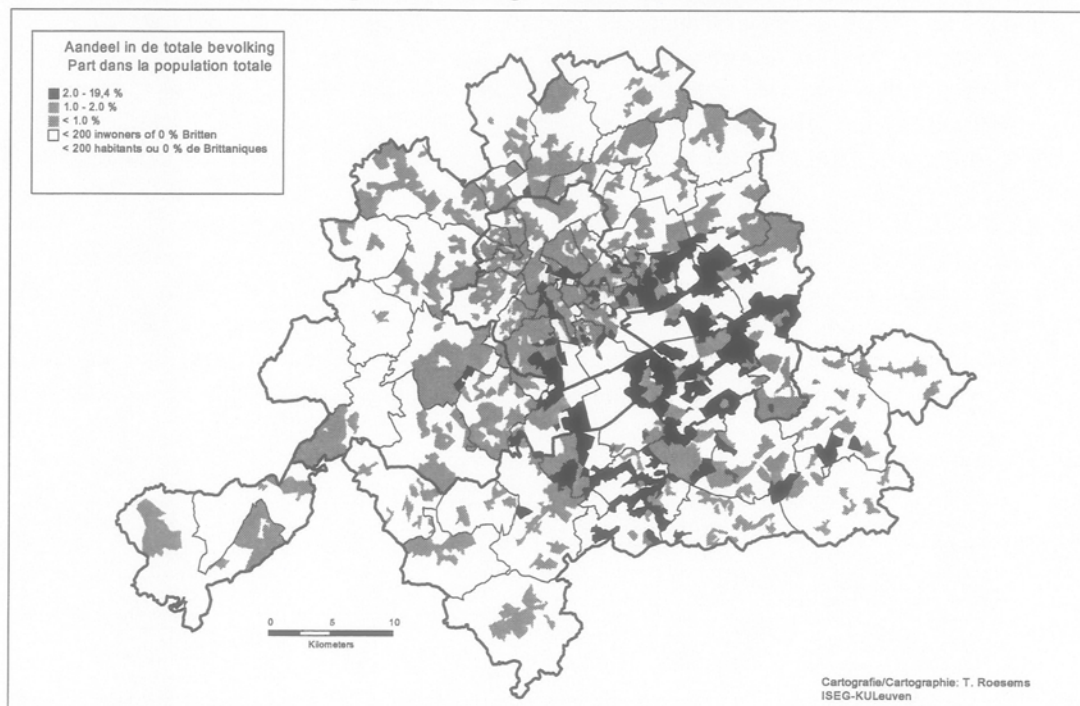 Aandeel in de totale bevolking
Part dans la population totale
2.0 - 19,4 %
1.0 - 2.0 %
< 1.0 %
< 200 inwoners of 0 % Britten
< 200 habitants ou 0 % de Brittaniques
0 5 10
Kilometers
Cartografie/Cartographie: T. Roesems
ISEG-KULeuven